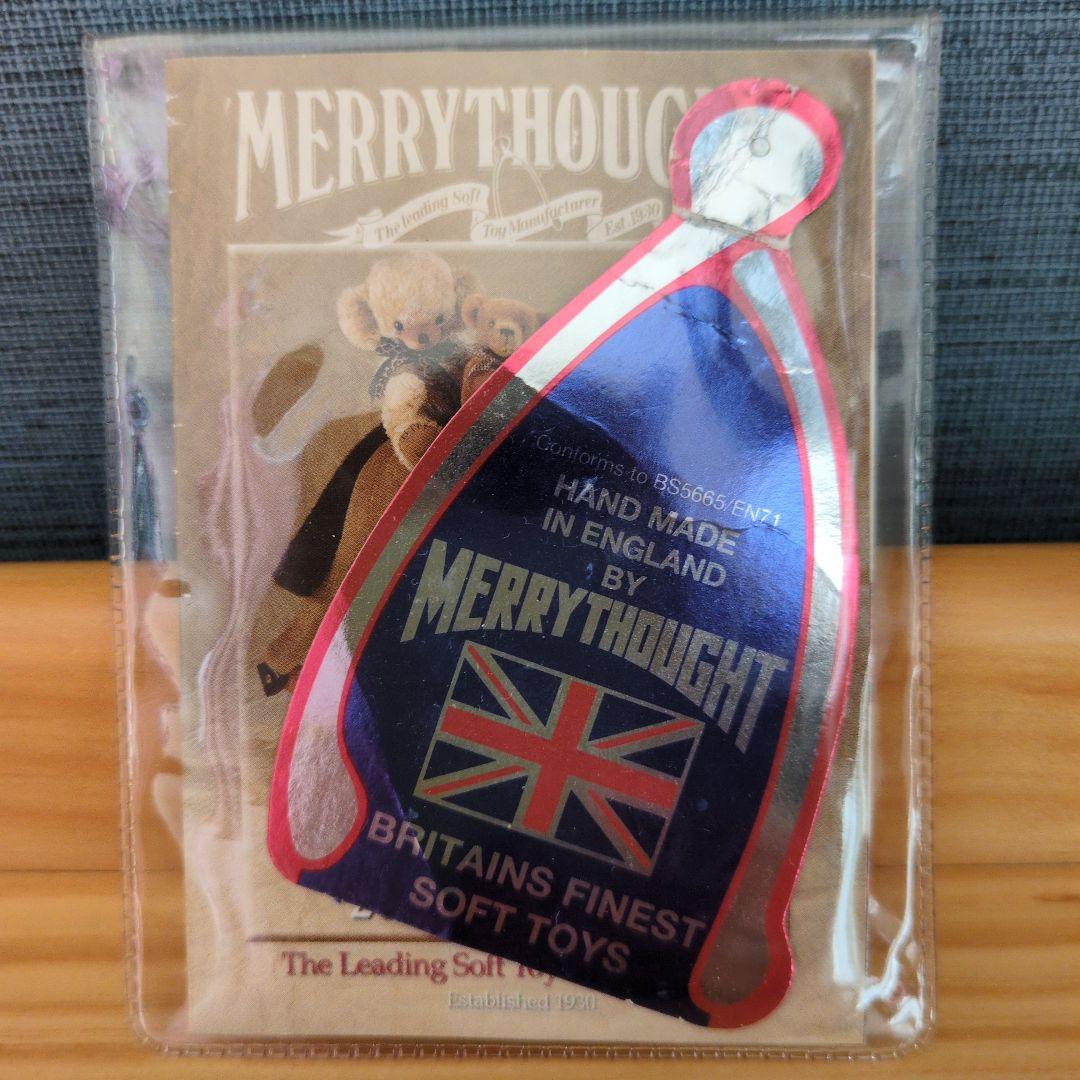 MERRYTHOUG
The leading Soft Toy Manufacturer Est .1930
Conforms to BS5665/EN71
HAND MADE
IN ENGLAND
BY
MERRYTHOUGHT
BRITAINS FINEST
SOFT TOYS
The Leading Soft Toy
Established 1930